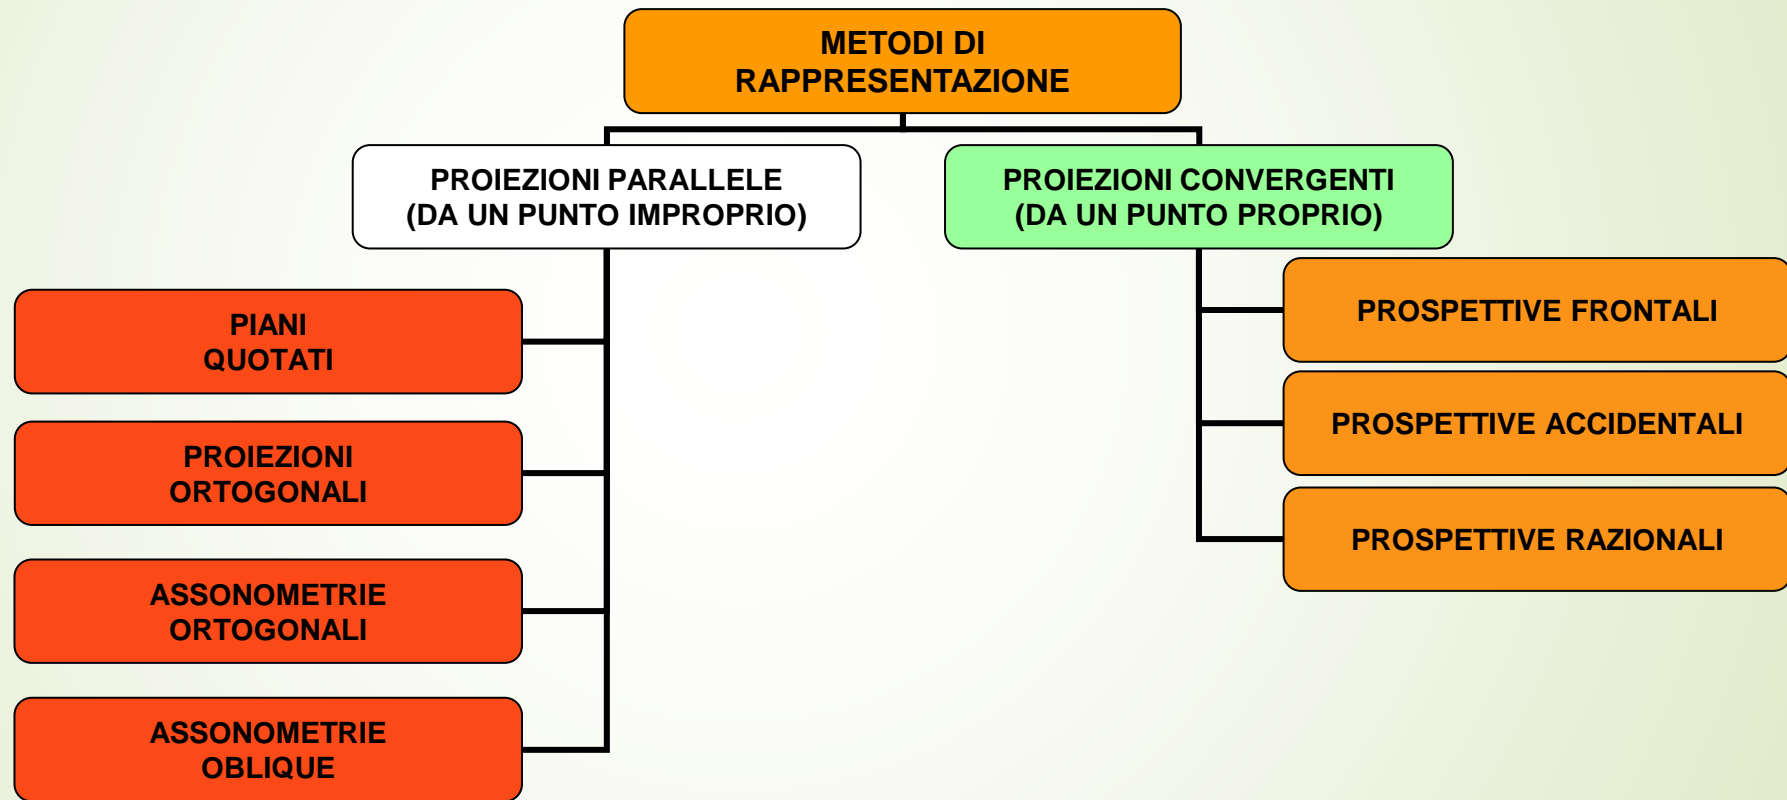 METODI DI
RAPPRESENTAZIONE
PROIEZIONI PARALLELE
(DA UN PUNTO IMPROPRIO)
PROIEZIONI CONVERGENTI
(DA UN PUNTO PROPRIO)
PIANI
QUOTATI
PROIEZIONI
ORTOGONALI
ASSONOMETRIE
ORTOGONALI
ASSONOMETRIE
OBLIQUE
PROSPETTIVE FRONTALI
PROSPETTIVE ACCIDENTALI
PROSPETTIVE RAZIONALI